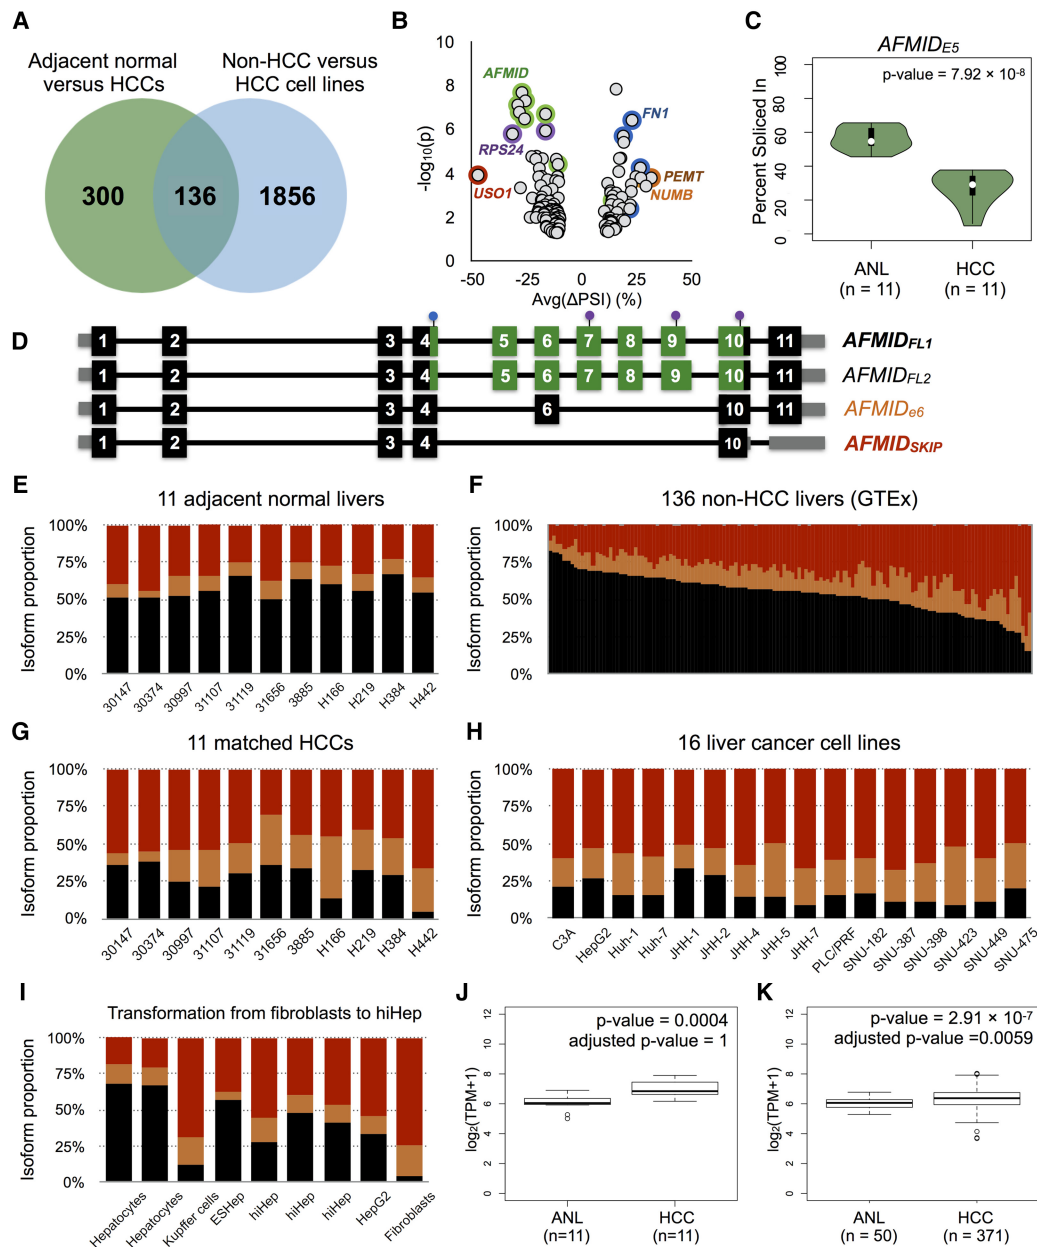 A
Adjacent normal
versus HCCs
Non-HCC versus
HCC cell lines
300
136
1856
B
-log10(p)
10
8
6
4
2
0
AFMID
RPS24
USO1
FN1
PEMT
NUMB
-50
-25
0
25
50
Avg(ΔPSI) (%)
C
AFMIDE5
p-value = 7.92 × 10-8
Percent Spliced In
100
80
60
40
20
0
ANL
(n = 11)
HCC
(n = 11)
D
1 2 3 4 5 6 7 8 9 10 11 AFMIDFL1
1 2 3 4 5 6 7 8 9 10 11 AFMIDFL2
1 2 3 4 6 10 11 AFMIDe6
1 2 3 4 10 AFMIDSKIP
E
11 adjacent normal livers
Isoform proportion
100%
75%
50%
25%
0%
30147 30374 30997 31107 31119 31656 3885 H166 H219 H384 H442
F
136 non-HCC livers (GTEx)
Isoform proportion
100%
75%
50%
25%
0%
G
11 matched HCCs
Isoform proportion
100%
75%
50%
25%
0%
30147 30374 30997 31107 31119 31656 3885 H166 H219 H384 H442
H
16 liver cancer cell lines
Isoform proportion
100%
75%
50%
25%
0%
C3A HepG2 Huh-1 Huh-7 JHH-1 JHH-2 JHH-4 JHH-5 JHH-7 PLC/PRF SNU-182 SNU-387 SNU-398 SNU-423 SNU-449 SNU-475
I
Transformation from fibroblasts to hiHep
Isoform proportion
100%
75%
50%
25%
0%
Hepatocytes Hepatocytes Kupffer cells ESHep hiHep hiHep hiHep HepG2 Fibroblasts
J
p-value = 0.0004
adjusted p-value = 1
log2(TPM+1)
12
10
8
6
4
2
0
ANL
(n=11)
HCC
(n=11)
K
p-value = 2.91 × 10-7
adjusted p-value =0.0059
log2(TPM+1)
12
10
8
6
4
2
0
ANL
(n = 50)
HCC
(n = 371)